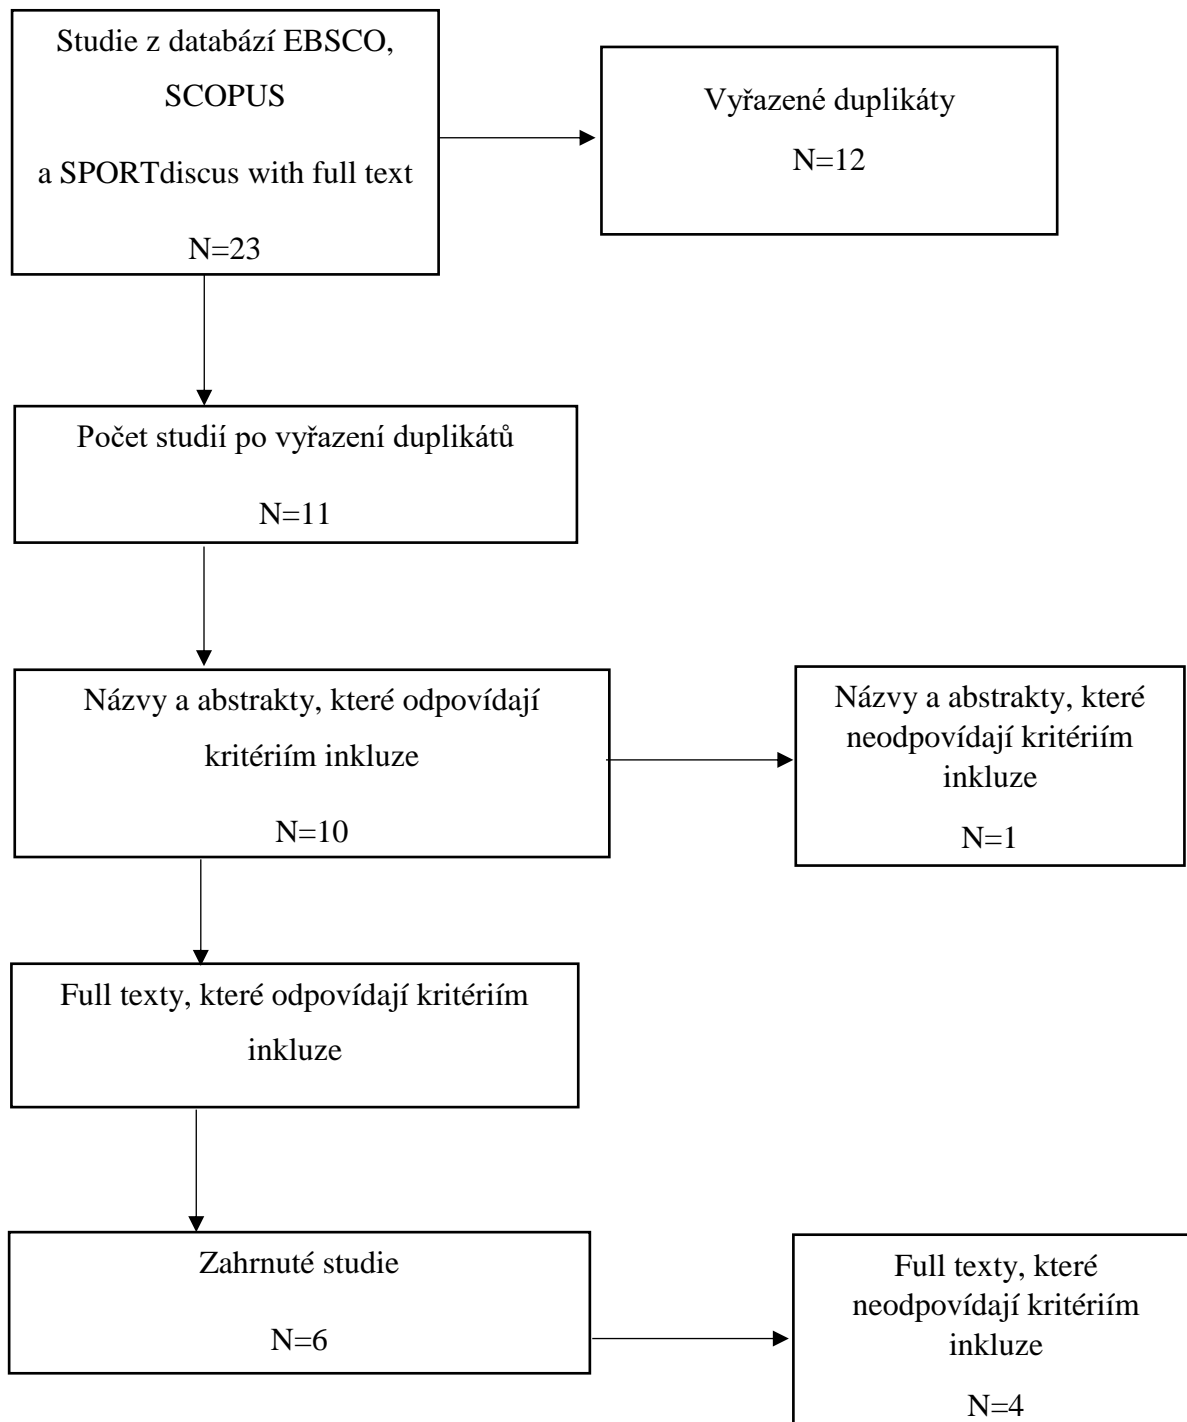 Studie z databází EBSCO,
SCOPUS
a SPORTdiscus with full text
N=23
Vyřazené duplikáty
N=12
Počet studií po vyřazení duplikátů
N=11
Názvy a abstrakty, které odpovídají
kritériím inkluze
N=10
Názvy a abstrakty, které
neodpovídají kritériím
inkluze
N=1
Full texty, které odpovídají kritériím
inkluze
Zahrnuté studie
N=6
Full texty, které
neodpovídají kritériím
inkluze
N=4